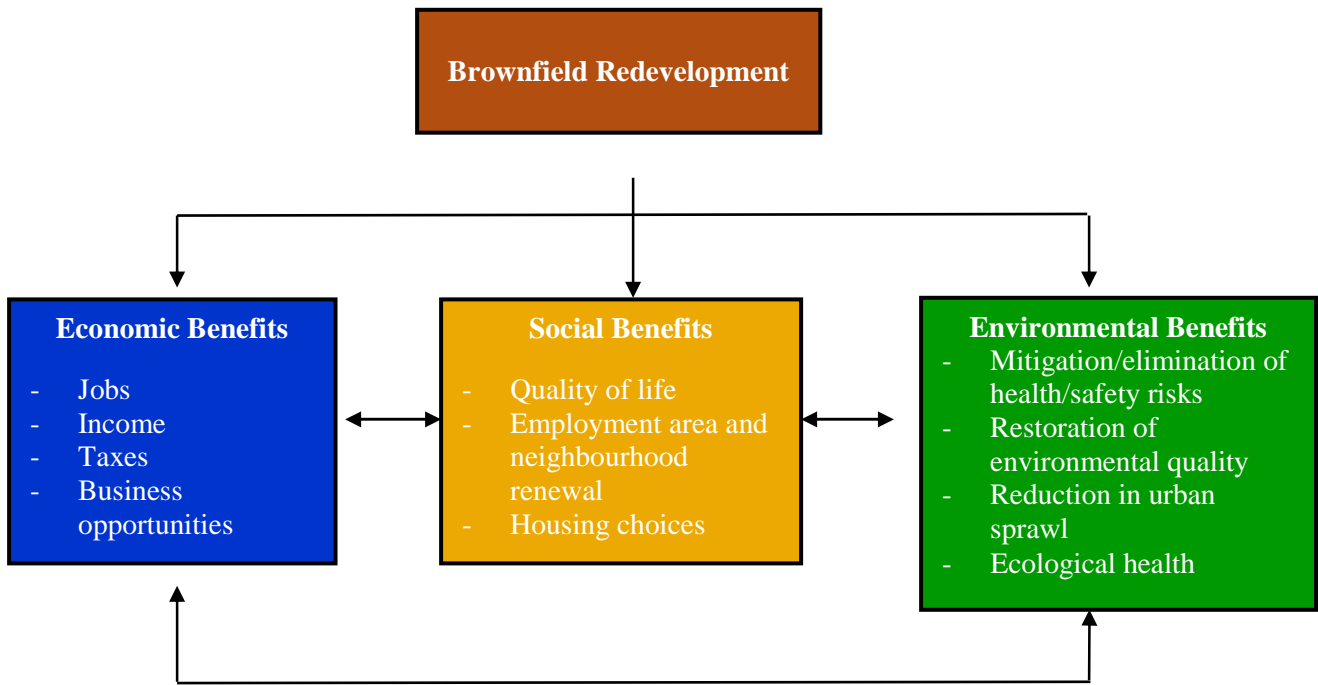 Brownfield Redevelopment
Economic Benefits
- Jobs
- Income
- Taxes
- Business
opportunities
Social Benefits
- Quality of life
- Employment area and
neighbourhood
renewal
- Housing choices
Environmental Benefits
- Mitigation/elimination of
health/safety risks
- Restoration of
environmental quality
- Reduction in urban
sprawl
- Ecological health